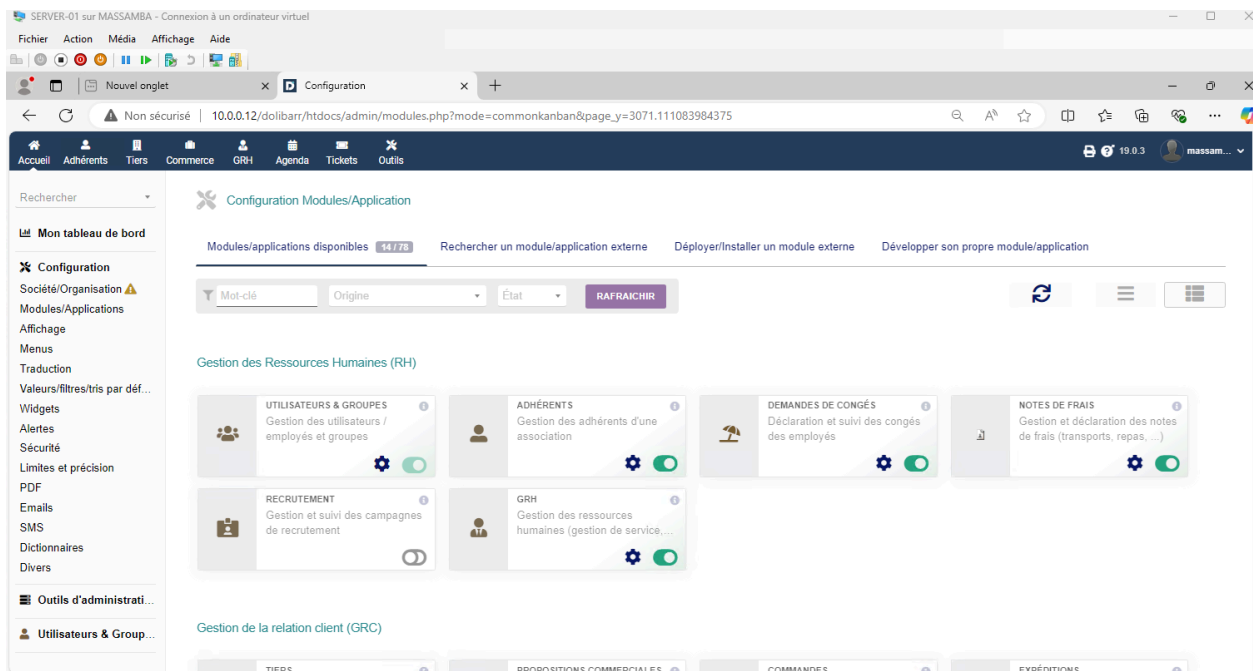 SERVER-01 sur MASSAMBA - Connexion à un ordinateur virtuel
Fichier Action Média Affichage Aide
Nouvel onglet
Configuration
Non sécurisé 10.0.0.12/dolibarr/htdocs/admin/modules.php?mode=commonkanban&page_y=3071.111083984375
Accueil Adhérents Tiers Commerce GRH Agenda Tickets Outils 19.0.3 massam...
Rechercher
Mon tableau de bord
Configuration
Société/Organisation
Modules/Applications
Affichage
Menus
Traduction
Valeurs/filtres/tris par déf...
Widgets
Alertes
Sécurité
Limites et précision
PDF
Emails
SMS
Dictionnaires
Divers
Outils d'administrati...
Utilisateurs & Group...
Configuration Modules/Application
Modules/applications disponibles 14 / 78 Rechercher un module/application externe Déployer/Installer un module externe Développer son propre module/application
Mot-clé Origine État RAFRAICHIR
Gestion des Ressources Humaines (RH)
UTILISATEURS & GROUPES
Gestion des utilisateurs /
employés et groupes
ADHÉRENTS
Gestion des adhérents d'une
association
DEMANDES DE CONGÉS
Déclaration et suivi des congés
des employés
NOTES DE FRAIS
Gestion et déclaration des notes
de frais (transports, repas, ...)
RECRUTEMENT
Gestion et suivi des campagnes
de recrutement
GRH
Gestion des ressources
humaines (gestion de service,...
Gestion de la relation client (GRC)
TIERS PROPOSITIONS COMMERCIALES COMMANDES EXPÉDITIONS